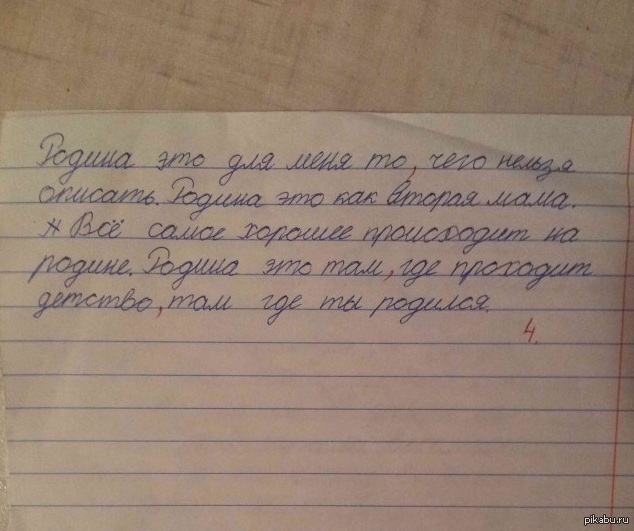 Родина это для меня то, чего нельзя
описать. Родина это как вторая мама.
Всё самое хорошее происходит на
родине. Родина это там, где проходит
детство, там где ты родился.
4.
pikabu.ru